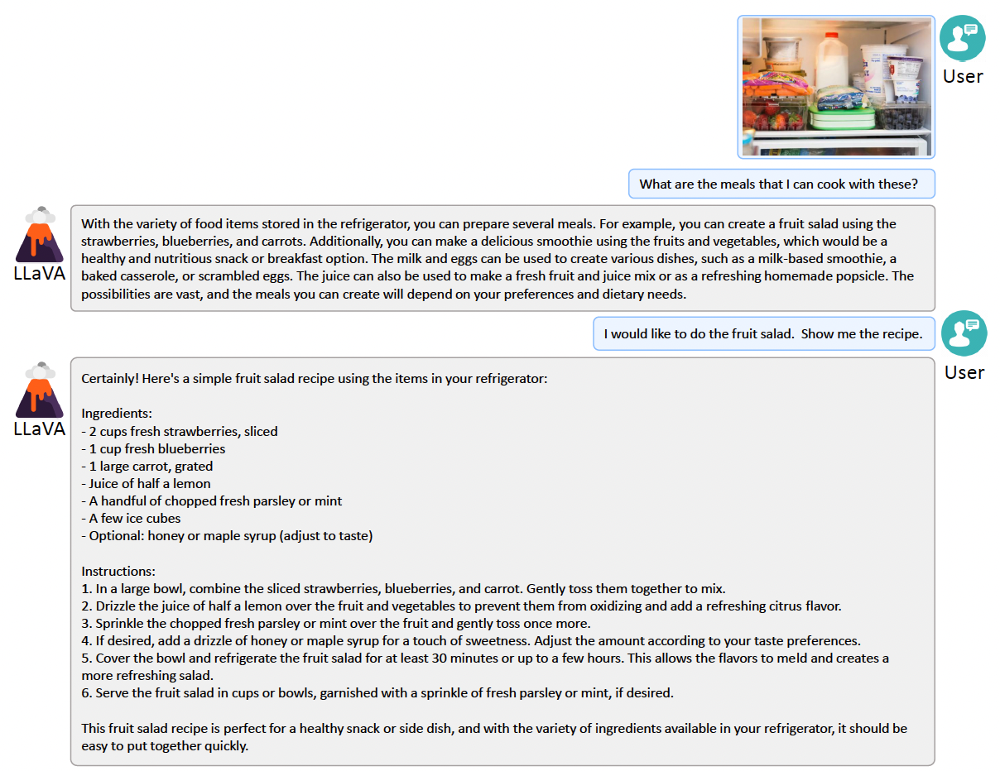 User
What are the meals that I can cook with these?
With the variety of food items stored in the refrigerator, you can prepare several meals. For example, you can create a fruit salad using the
strawberries, blueberries, and carrots. Additionally, you can make a delicious smoothie using the fruits and vegetables, which would be a
healthy and nutritious snack or breakfast option. The milk and eggs can be used to create various dishes, such as a milk-based smoothie, a
baked casserole, or scrambled eggs. The juice can also be used to make a fresh fruit and juice mix or as a refreshing homemade popsicle. The
possibilities are vast, and the meals you can create will depend on your preferences and dietary needs.
LLaVA
I would like to do the fruit salad.  Show me the recipe.
User
Certainly! Here's a simple fruit salad recipe using the items in your refrigerator:
LLaVA
Ingredients:
- 2 cups fresh strawberries, sliced
- 1 cup fresh blueberries
- 1 large carrot, grated
- Juice of half a lemon
- A handful of chopped fresh parsley or mint
- A few ice cubes
- Optional: honey or maple syrup (adjust to taste)
Instructions:
1. In a large bowl, combine the sliced strawberries, blueberries, and carrot. Gently toss them together to mix.
2. Drizzle the juice of half a lemon over the fruit and vegetables to prevent them from oxidizing and add a refreshing citrus flavor.
3. Sprinkle the chopped fresh parsley or mint over the fruit and gently toss once more.
4. If desired, add a drizzle of honey or maple syrup for a touch of sweetness. Adjust the amount according to your taste preferences.
5. Cover the bowl and refrigerate the fruit salad for at least 30 minutes or up to a few hours. This allows the flavors to meld and creates a
more refreshing salad.
6. Serve the fruit salad in cups or bowls, garnished with a sprinkle of fresh parsley or mint, if desired.
This fruit salad recipe is perfect for a healthy snack or side dish, and with the variety of ingredients available in your refrigerator, it should be
easy to put together quickly.